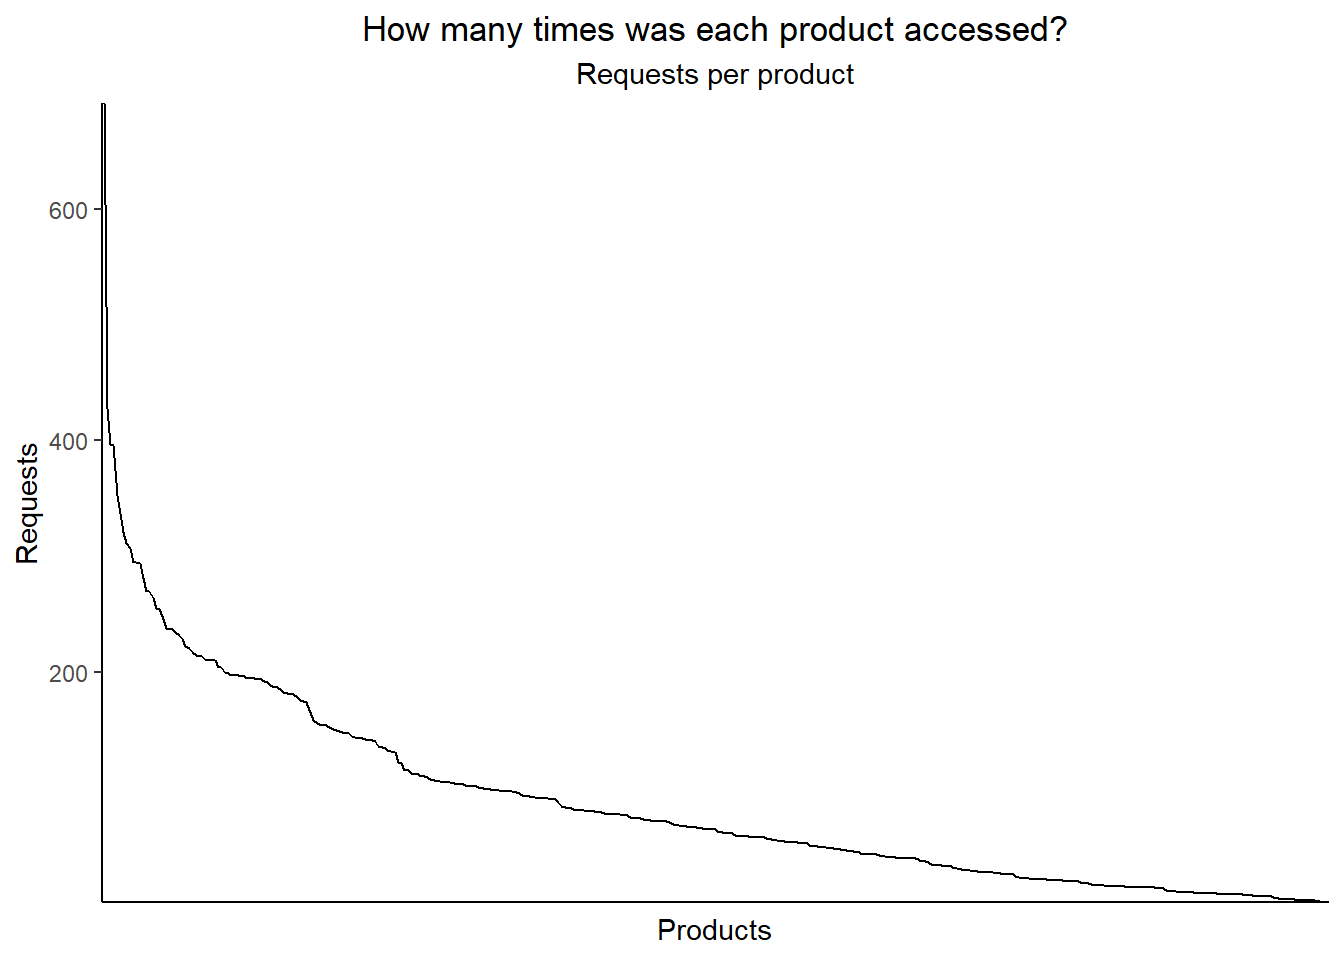 How many times was each product accessed?
Requests per product
600
400
200
Requests
Products